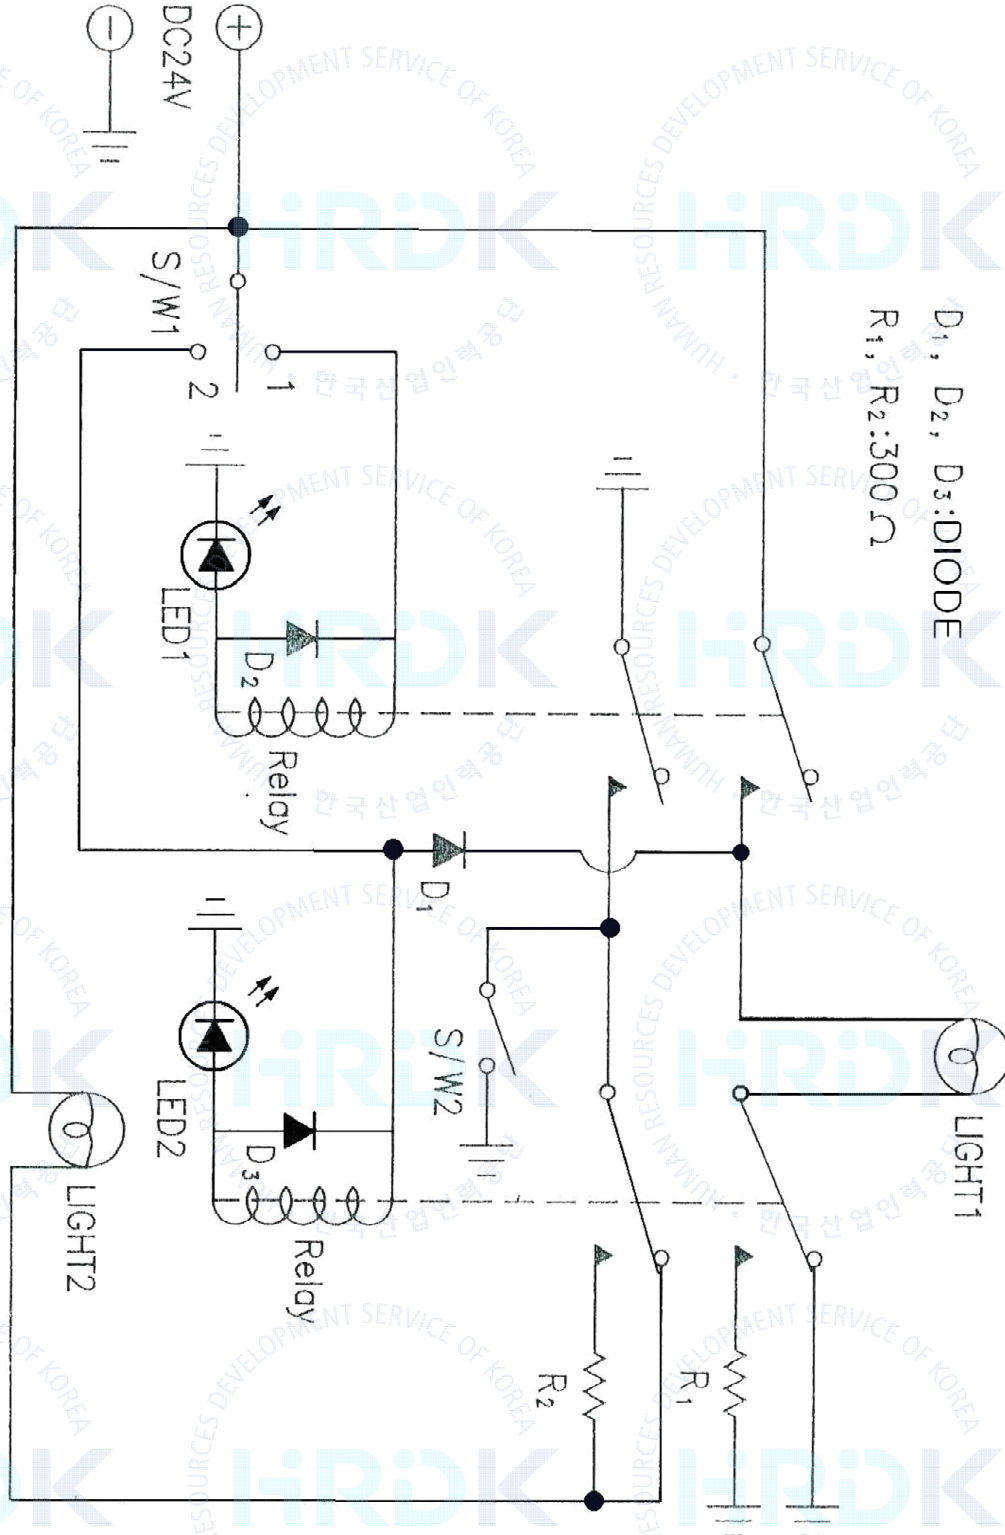 D₁, D₂, D₃:DIODE
R₁, R₂:300Ω
DC24V
+
−
S/W1
1
2
LED1
D₂
Relay
D₁
S/W2
LED2
D₃
Relay
LIGHT1
LIGHT2
R₁
R₂
HUMAN RESOURCES DEVELOPMENT SERVICE OF KOREA
한국산업인력공단
HRDK